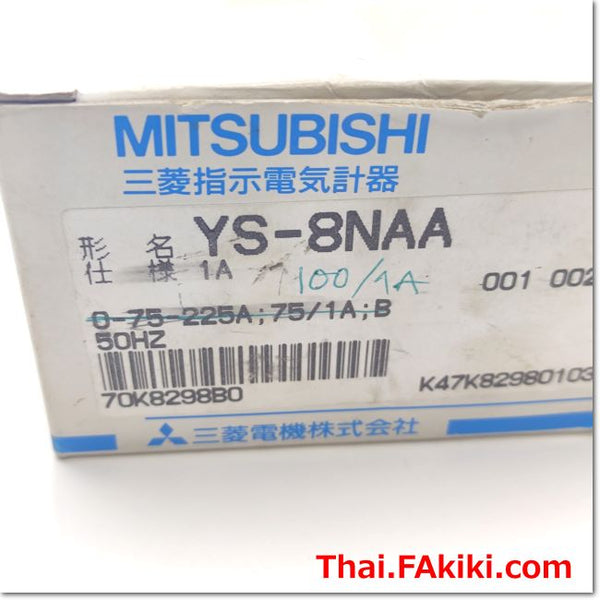 MITSUBISHI
三菱指示電気計器
形名 YS-8NAA
仕様 1A 100/1A 001 002
0-75-225A;75/1A;B
50HZ
70K8298B0 K47K82980103
三菱電機株式会社
Thai.FAkiki.com